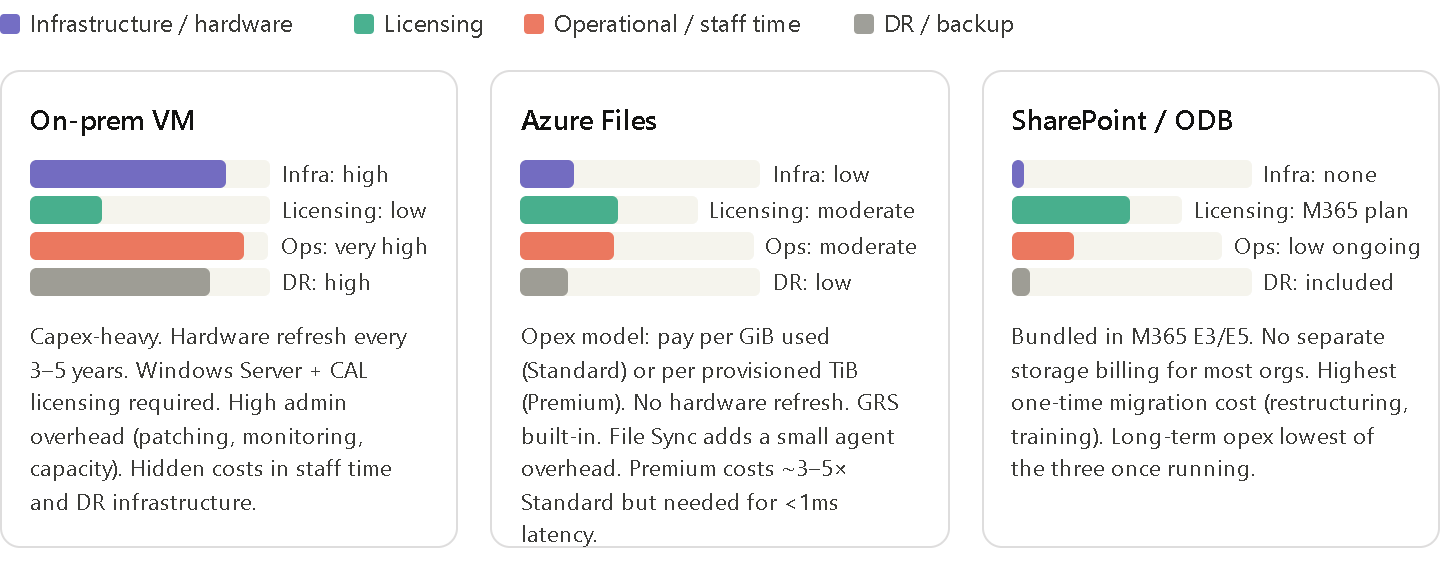 Infrastructure / hardware
Licensing
Operational / staff time
DR / backup
On-prem VM
Infra: high
Licensing: low
Ops: very high
DR: high
Capex-heavy. Hardware refresh every
3–5 years. Windows Server + CAL
licensing required. High admin
overhead (patching, monitoring,
capacity). Hidden costs in staff time
and DR infrastructure.
Azure Files
Infra: low
Licensing: moderate
Ops: moderate
DR: low
Opex model: pay per GiB used
(Standard) or per provisioned TiB
(Premium). No hardware refresh. GRS
built-in. File Sync adds a small agent
overhead. Premium costs ~3–5×
Standard but needed for <1ms
latency.
SharePoint / ODB
Infra: none
Licensing: M365 plan
Ops: low ongoing
DR: included
Bundled in M365 E3/E5. No separate
storage billing for most orgs. Highest
one-time migration cost (restructuring,
training). Long-term opex lowest of
the three once running.